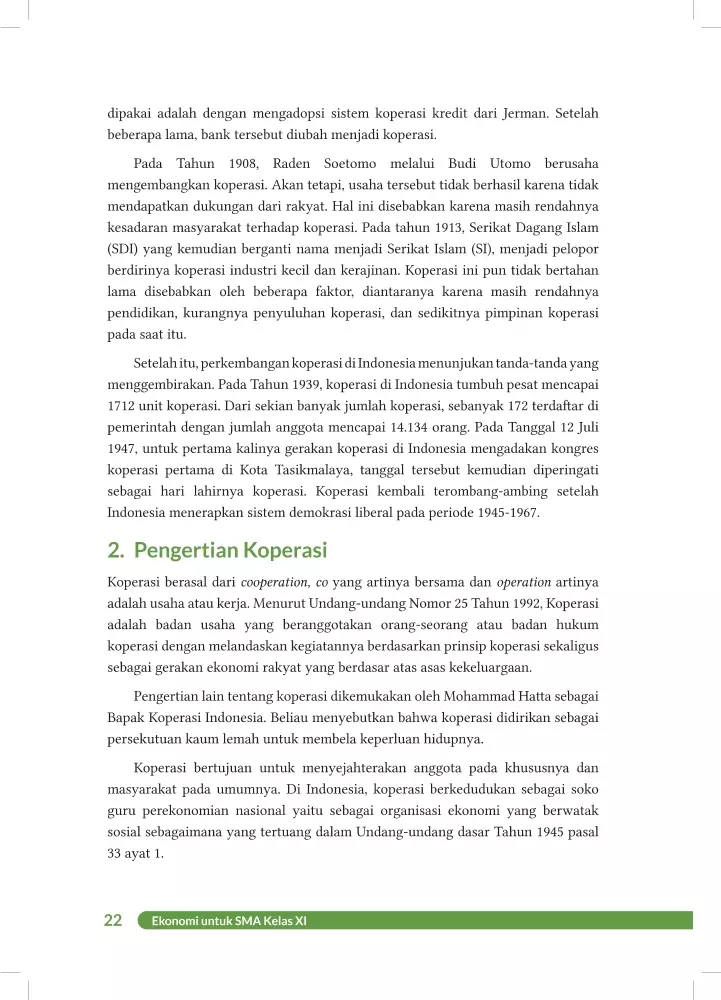 dipakai adalah dengan mengadopsi sistem koperasi kredit dari Jerman. Setelah
beberapa lama, bank tersebut diubah menjadi koperasi.
Pada Tahun 1908, Raden Soetomo melalui Budi Utomo berusaha
mengembangkan koperasi. Akan tetapi, usaha tersebut tidak berhasil karena tidak
mendapatkan dukungan dari rakyat. Hal ini disebabkan karena masih rendahnya
kesadaran masyarakat terhadap koperasi. Pada tahun 1913, Serikat Dagang Islam
(SDI) yang kemudian berganti nama menjadi Serikat Islam (SI), menjadi pelopor
berdirinya koperasi industri kecil dan kerajinan. Koperasi ini pun tidak bertahan
lama disebabkan oleh beberapa faktor, diantaranya karena masih rendahnya
pendidikan, kurangnya penyuluhan koperasi, dan sedikitnya pimpinan koperasi
pada saat itu.
Setelah itu, perkembangan koperasi di Indonesia menunjukan tanda-tanda yang
menggembirakan. Pada Tahun 1939, koperasi di Indonesia tumbuh pesat mencapai
1712 unit koperasi. Dari sekian banyak jumlah koperasi, sebanyak 172 terdaftar di
pemerintah dengan jumlah anggota mencapai 14.134 orang. Pada Tanggal 12 Juli
1947, untuk pertama kalinya gerakan koperasi di Indonesia mengadakan kongres
koperasi pertama di Kota Tasikmalaya, tanggal tersebut kemudian diperingati
sebagai hari lahirnya koperasi. Koperasi kembali terombang-ambing setelah
Indonesia menerapkan sistem demokrasi liberal pada periode 1945-1967.
2. Pengertian Koperasi
Koperasi berasal dari cooperation, co yang artinya bersama dan operation artinya
adalah usaha atau kerja. Menurut Undang-undang Nomor 25 Tahun 1992, Koperasi
adalah badan usaha yang beranggotakan orang-seorang atau badan hukum
koperasi dengan melandaskan kegiatannya berdasarkan prinsip koperasi sekaligus
sebagai gerakan ekonomi rakyat yang berdasar atas asas kekeluargaan.
Pengertian lain tentang koperasi dikemukakan oleh Mohammad Hatta sebagai
Bapak Koperasi Indonesia. Beliau menyebutkan bahwa koperasi didirikan sebagai
persekutuan kaum lemah untuk membela keperluan hidupnya.
Koperasi bertujuan untuk menyejahterakan anggota pada khususnya dan
masyarakat pada umumnya. Di Indonesia, koperasi berkedudukan sebagai soko
guru perekonomian nasional yaitu sebagai organisasi ekonomi yang berwatak
sosial sebagaimana yang tertuang dalam Undang-undang dasar Tahun 1945 pasal
33 ayat 1.
22 Ekonomi untuk SMA Kelas XI